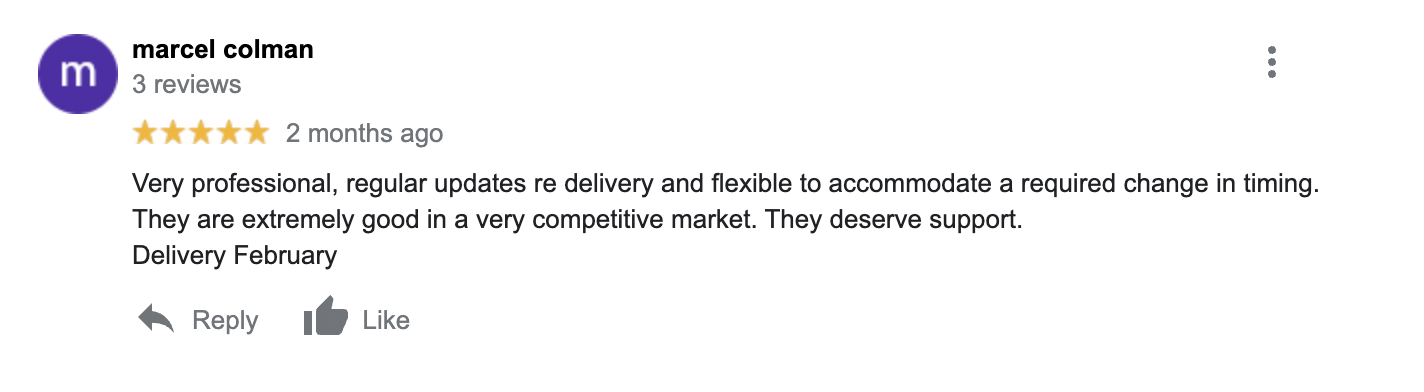 m
marcel colman
3 reviews
2 months ago
Very professional, regular updates re delivery and flexible to accommodate a required change in timing.
They are extremely good in a very competitive market. They deserve support.
Delivery February
Reply Like